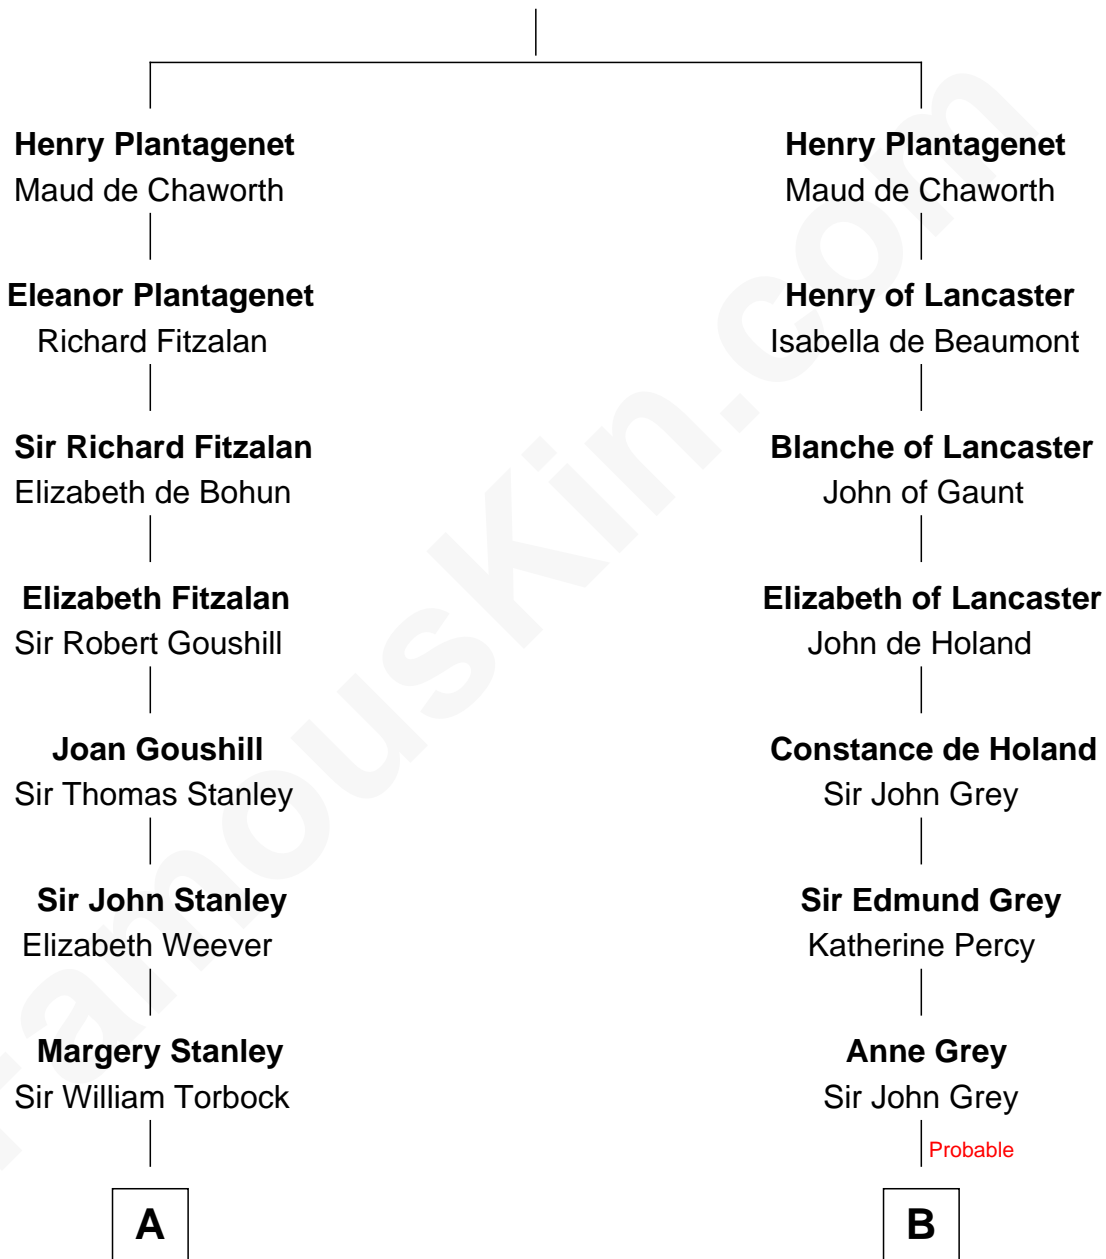 Henry Plantagenet
Maud de Chaworth
Eleanor Plantagenet
Richard Fitzalan
Sir Richard Fitzalan
Elizabeth de Bohun
Elizabeth Fitzalan
Sir Robert Goushill
Joan Goushill
Sir Thomas Stanley
Sir John Stanley
Elizabeth Weever
Margery Stanley
Sir William Torbock
A
Henry Plantagenet
Maud de Chaworth
Henry of Lancaster
Isabella de Beaumont
Blanche of Lancaster
John of Gaunt
Elizabeth of Lancaster
John de Holand
Constance de Holand
Sir John Grey
Sir Edmund Grey
Katherine Percy
Anne Grey
Sir John Grey
Probable
B
FamousKin.com